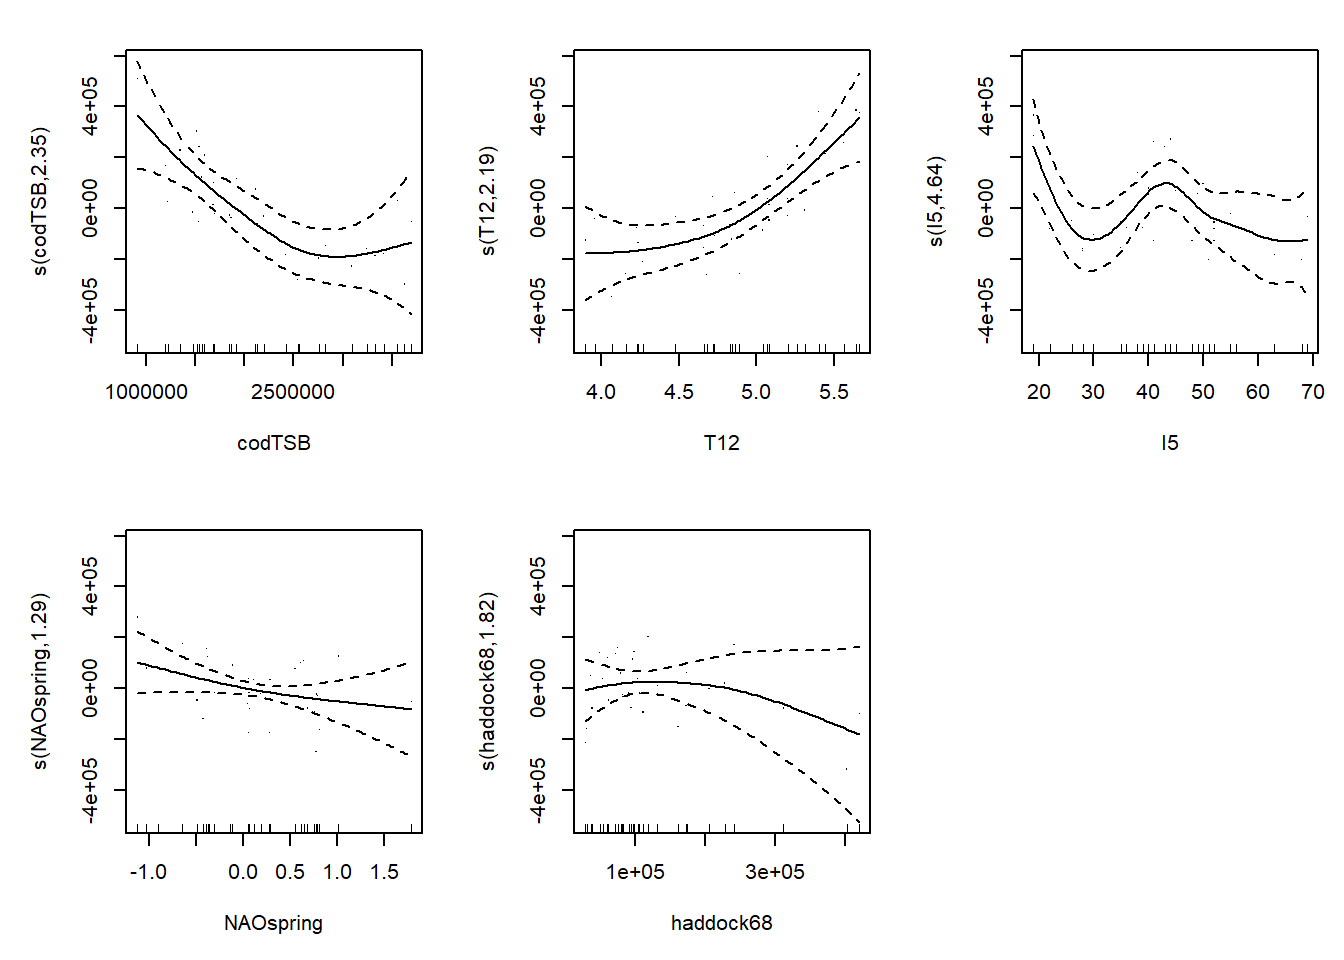 s(codTSB,2.35)
4e+05
0e+00
-4e+05
1000000 2500000
codTSB
s(T12,2.19)
4e+05
0e+00
-4e+05
4.0 4.5 5.0 5.5
T12
s(I5,4.64)
4e+05
0e+00
-4e+05
20 30 40 50 60 70
I5
s(NAOspring,1.29)
4e+05
0e+00
-4e+05
-1.0 0.0 0.5 1.0 1.5
NAOspring
s(haddock68,1.82)
4e+05
0e+00
-4e+05
1e+05 3e+05
haddock68